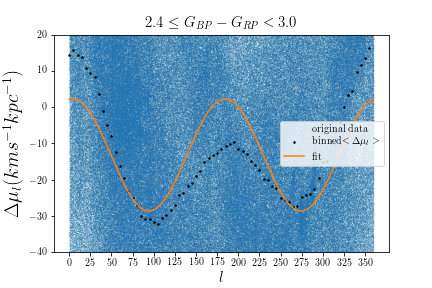 2.4 ≤ G_BP − G_RP < 3.0
20
10
0
−10
−20
−30
−40
Δμ_l(kms^−1kpc^−1)
original data
binned< Δμ_l >
fit
0 25 50 75 100 125 150 175 200 225 250 275 300 325 350
l